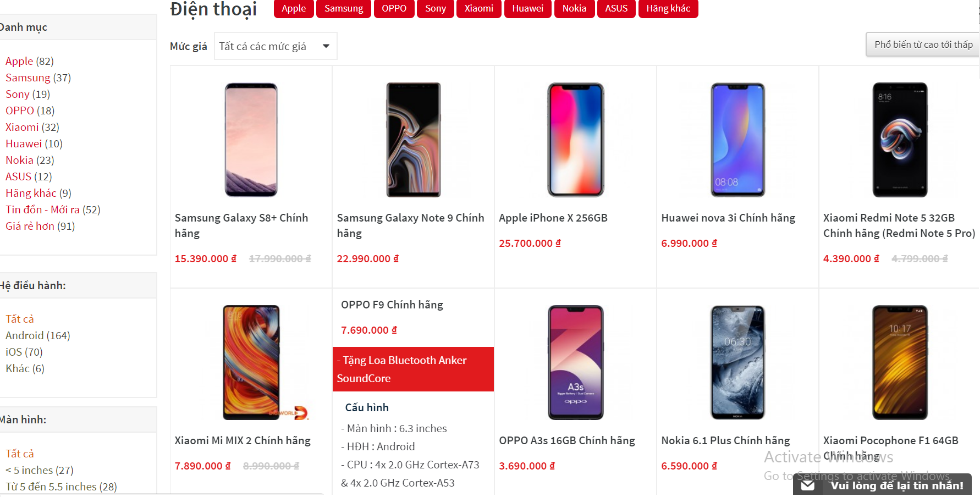 Điện thoại
Apple Samsung OPPO Sony Xiaomi Huawei Nokia ASUS Hãng khác
Mức giá Tất cả các mức giá
Phổ biến từ cao tới thấp
Danh mục
Apple (82)
Samsung (37)
Sony (19)
OPPO (18)
Xiaomi (32)
Huawei (10)
Nokia (23)
ASUS (12)
Hãng khác (9)
Tin đồn - Mới ra (52)
Giá rẻ hơn (91)
Hệ điều hành:
Tất cả
Android (164)
iOS (70)
Khác (6)
Màn hình:
Tất cả
< 5 inches (27)
Từ 5 đến 5.5 inches (28)
Samsung Galaxy S8+ Chính
hãng
15.390.000 ₫ 17.990.000 ₫
Samsung Galaxy Note 9 Chính
hãng
22.990.000 ₫
Apple iPhone X 256GB
25.700.000 ₫
08:08
Huawei nova 3i Chính hãng
6.990.000 ₫
8:16
Xiaomi Redmi Note 5 32GB
Chính hãng (Redmi Note 5 Pro)
4.390.000 ₫ 4.799.000 ₫
Xiaomi Mi MIX 2 Chính hãng
7.890.000 ₫ 8.990.000 ₫
OPPO F9 Chính hãng
7.690.000 ₫
- Tặng Loa Bluetooth Anker
SoundCore
Cấu hình
- Màn hình : 6.3 inches
- HĐH : Android
- CPU : 4x 2.0 GHz Cortex-A73
& 4x 2.0 GHz Cortex-A53
A3s
oppo
OPPO A3s 16GB Chính hãng
3.690.000 ₫
06:30
Nokia 6.1 Plus Chính hãng
6.590.000 ₫
10:17
Xiaomi Pocophone F1 64GB
Chính hãng
Activate Windows
Go to Settings to activate Windows.
Vui lòng để lại tin nhắn!